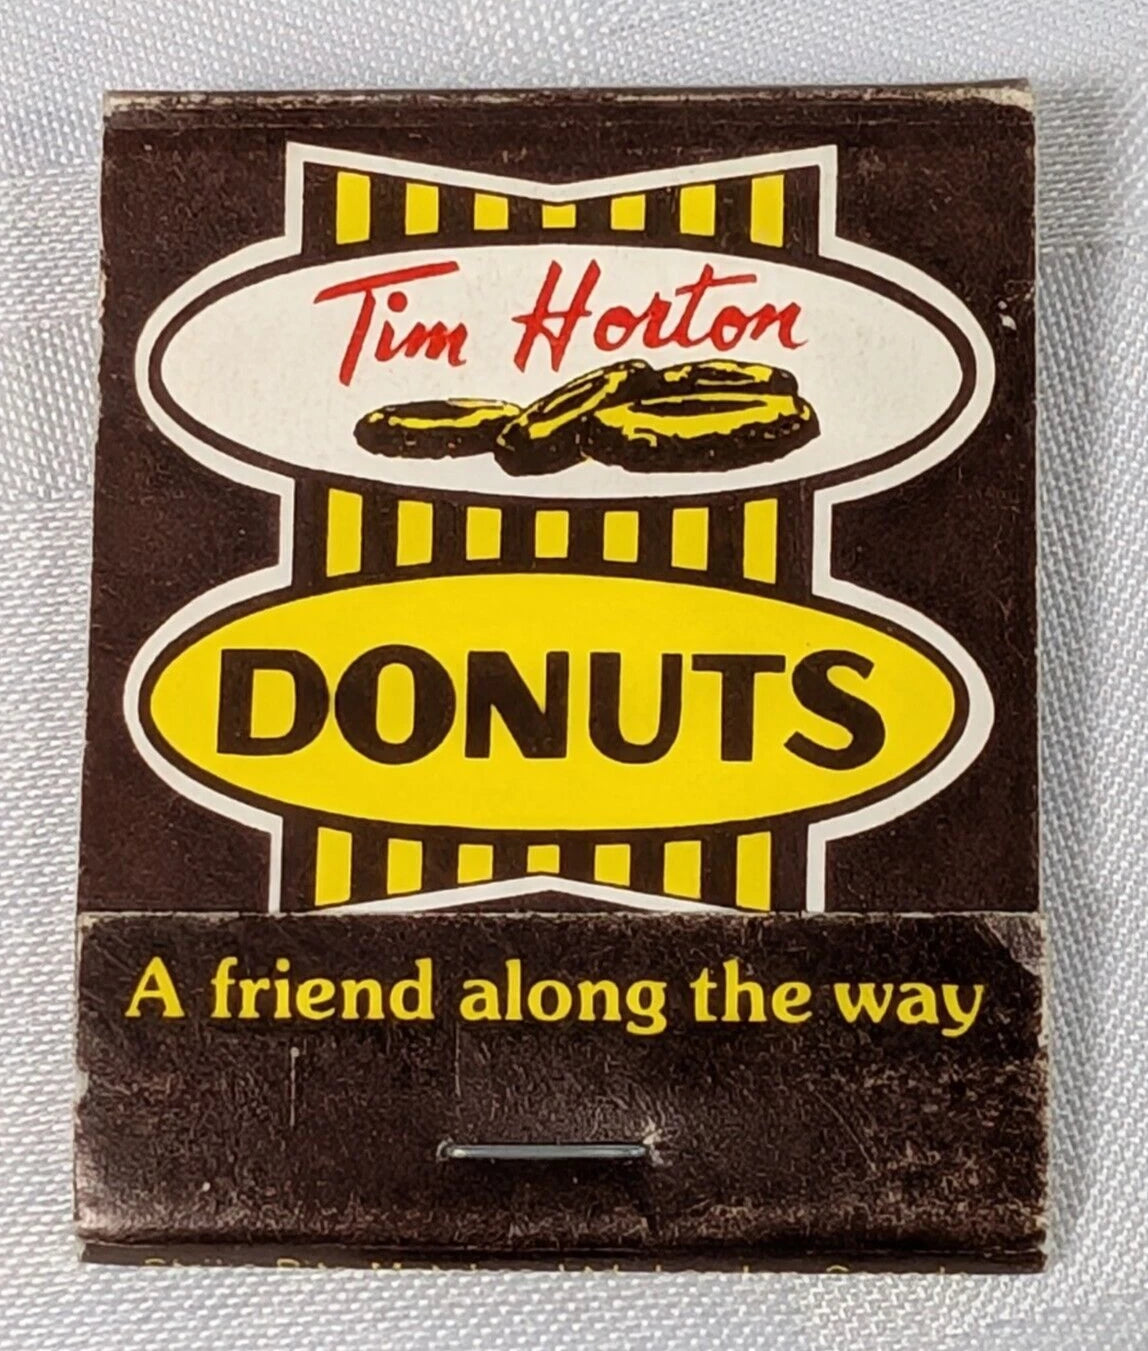 Tim Horton
DONUTS
A friend along the way